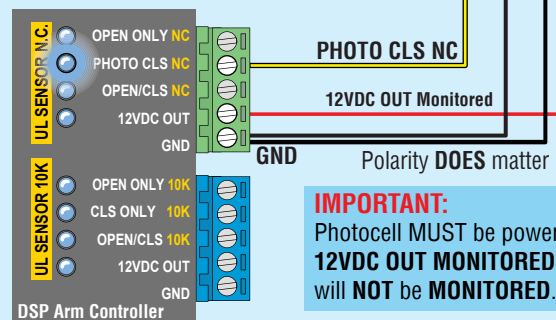 UL SENSOR N.C.
OPEN ONLY NC
PHOTO CLS NC
OPEN/CLS NC
12VDC OUT
GND
PHOTO CLS NC
12VDC OUT Monitored
GND
Polarity DOES matter
UL SENSOR 10K
OPEN ONLY 10K
CLS ONLY 10K
OPEN/CLS 10K
12VDC OUT
GND
DSP Arm Controller
IMPORTANT:
Photocell MUST be power
12VDC OUT MONITORED
will NOT be MONITORED.